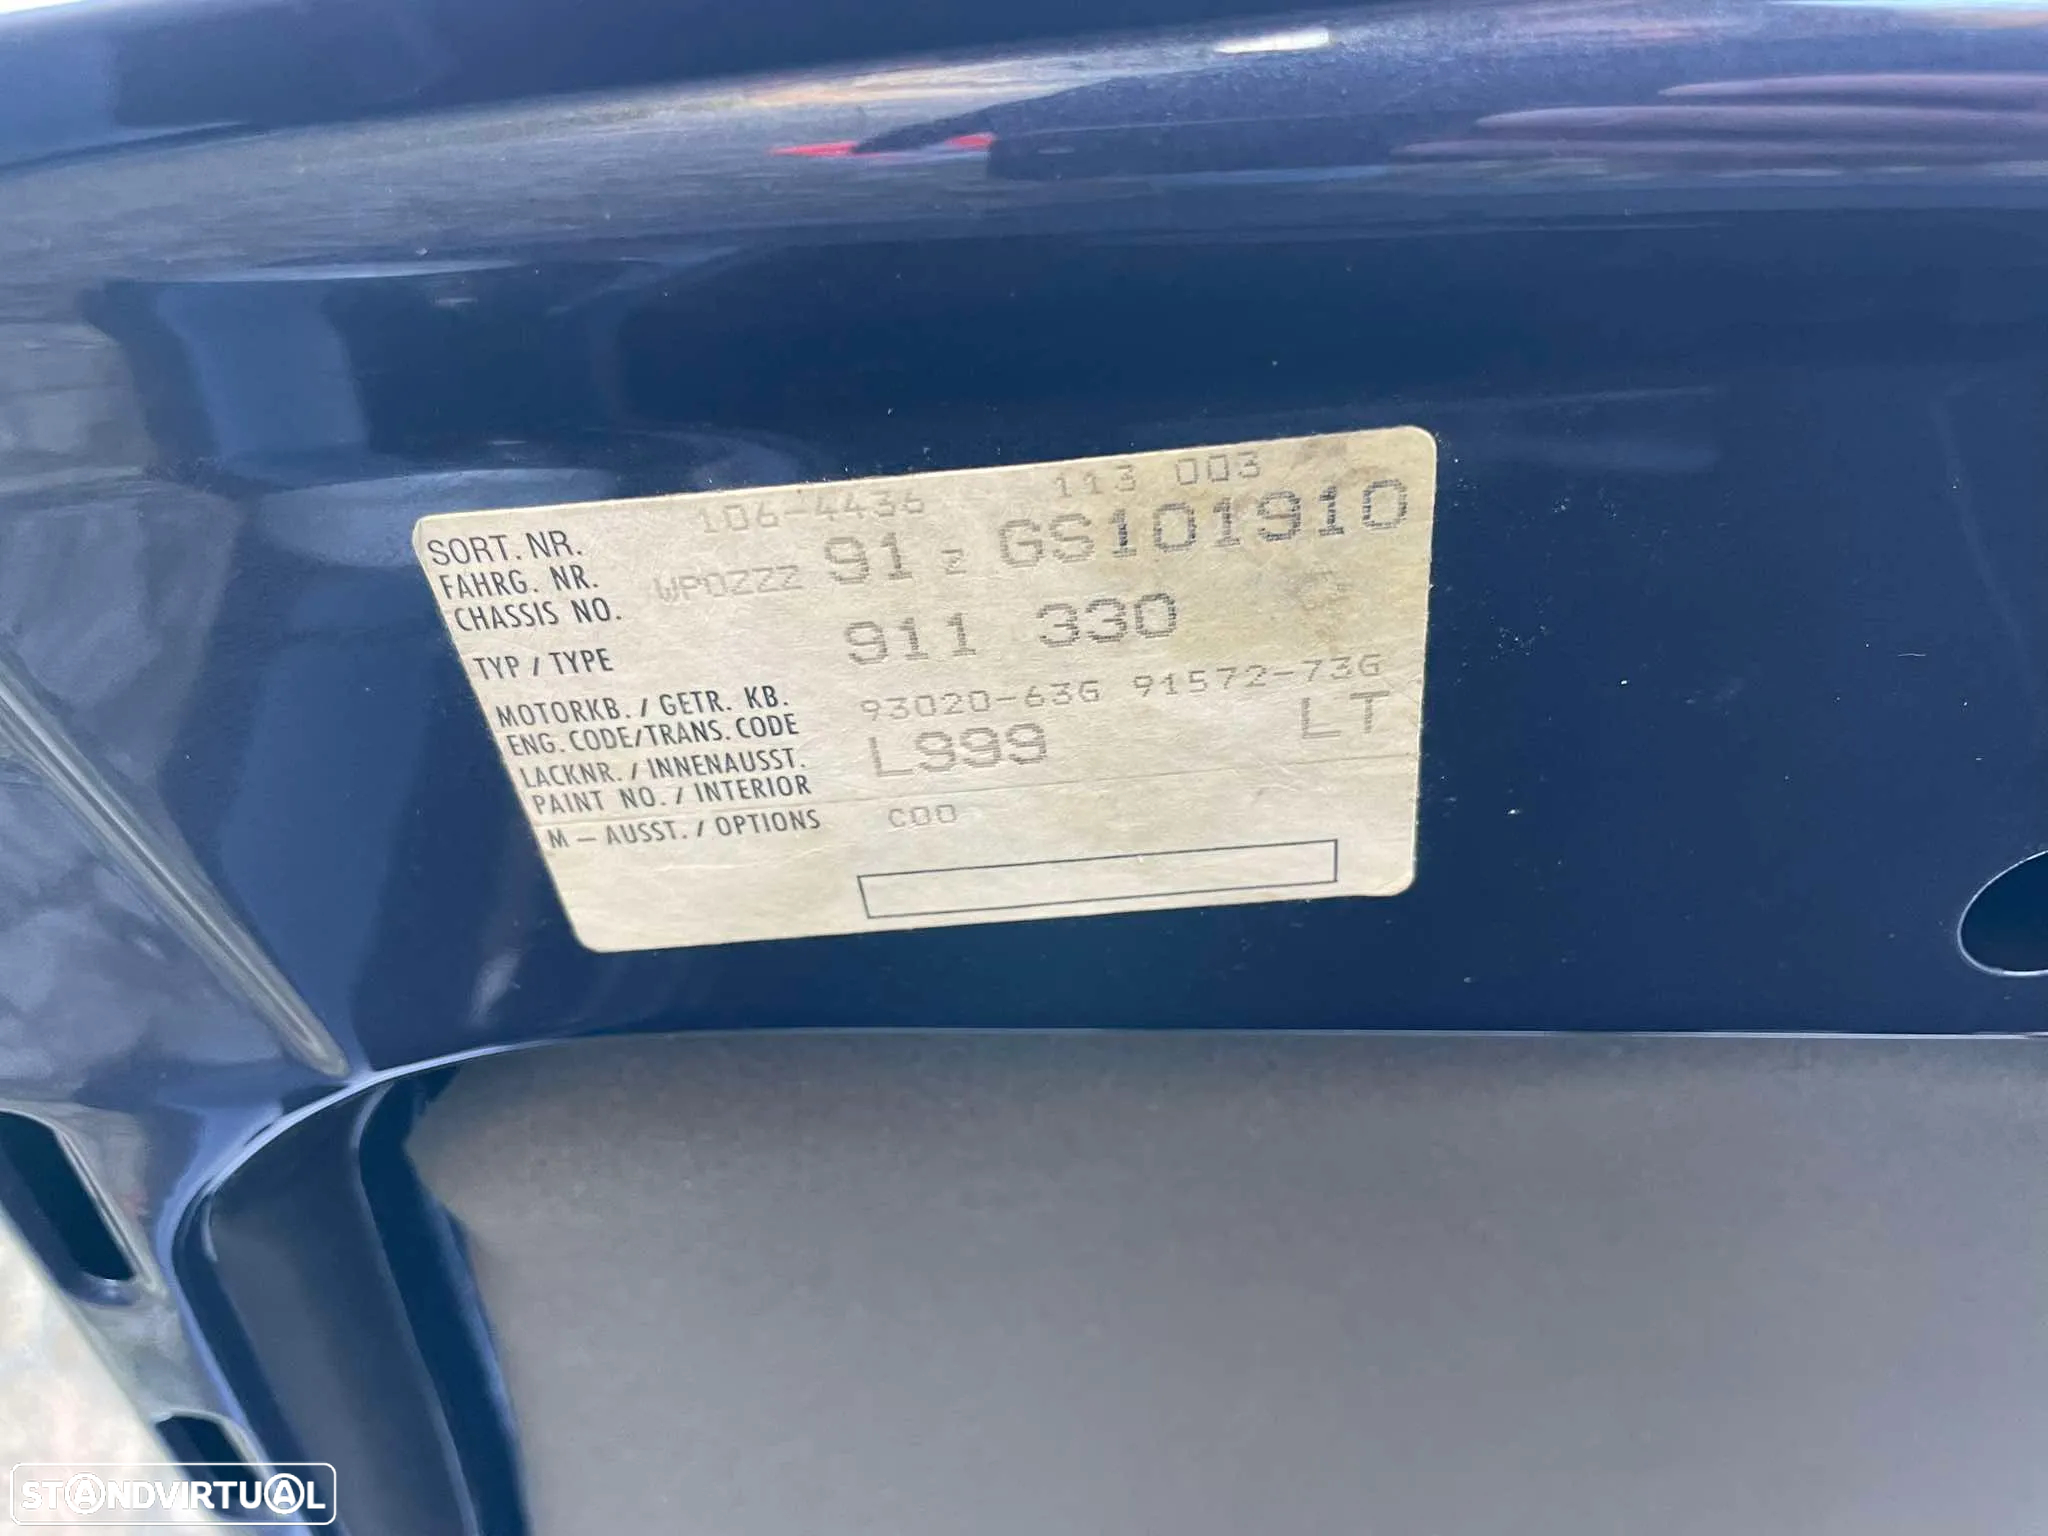 SORT. NR. 106-4436 113 003
FAHRG. NR.
CHASSIS NO. WP0ZZZ 91 Z GS101910
TYP / TYPE 911 330
MOTORKB. / GETR. KB.
ENG. CODE/TRANS. CODE 93020-63G 91572-73G
LACKNR. / INNENAUSST.
PAINT NO. / INTERIOR L999 LT
M – AUSST. / OPTIONS C00
STANDVIRTUAL